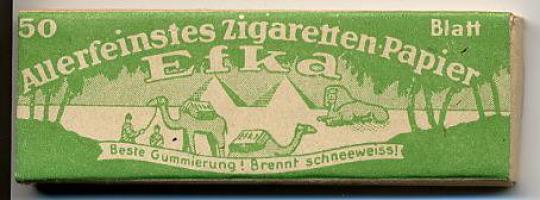 50 Blatt
Allerfeinstes Zigaretten-Papier
Efka
Beste Gummierung! Brennt schneeweiss!